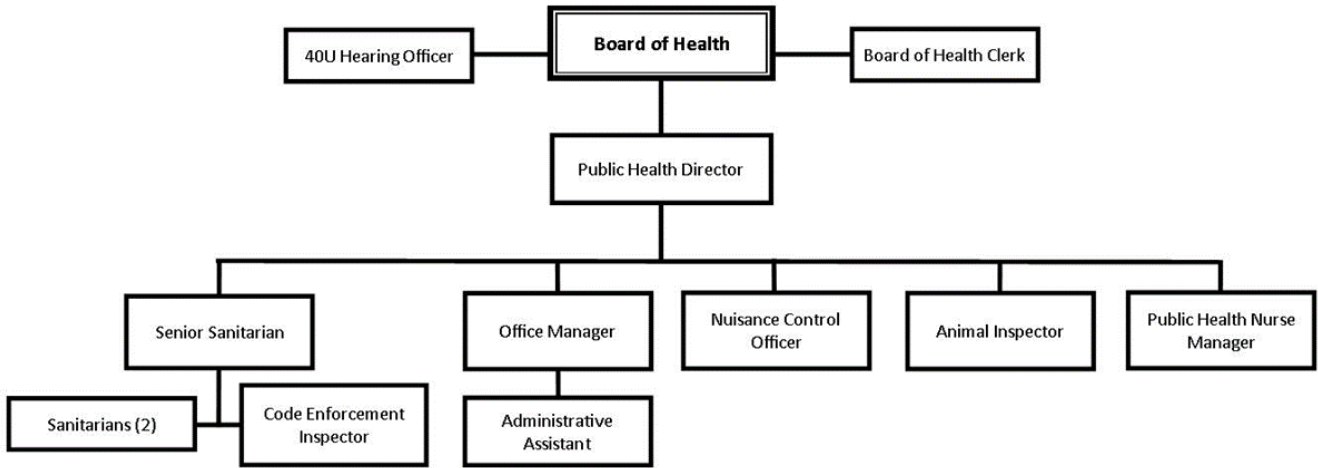 40U Hearing Officer
Board of Health
Board of Health Clerk
Public Health Director
Senior Sanitarian
Office Manager
Nuisance Control
Officer
Animal Inspector
Public Health Nurse
Manager
Sanitarians (2)
Code Enforcement
Inspector
Administrative
Assistant